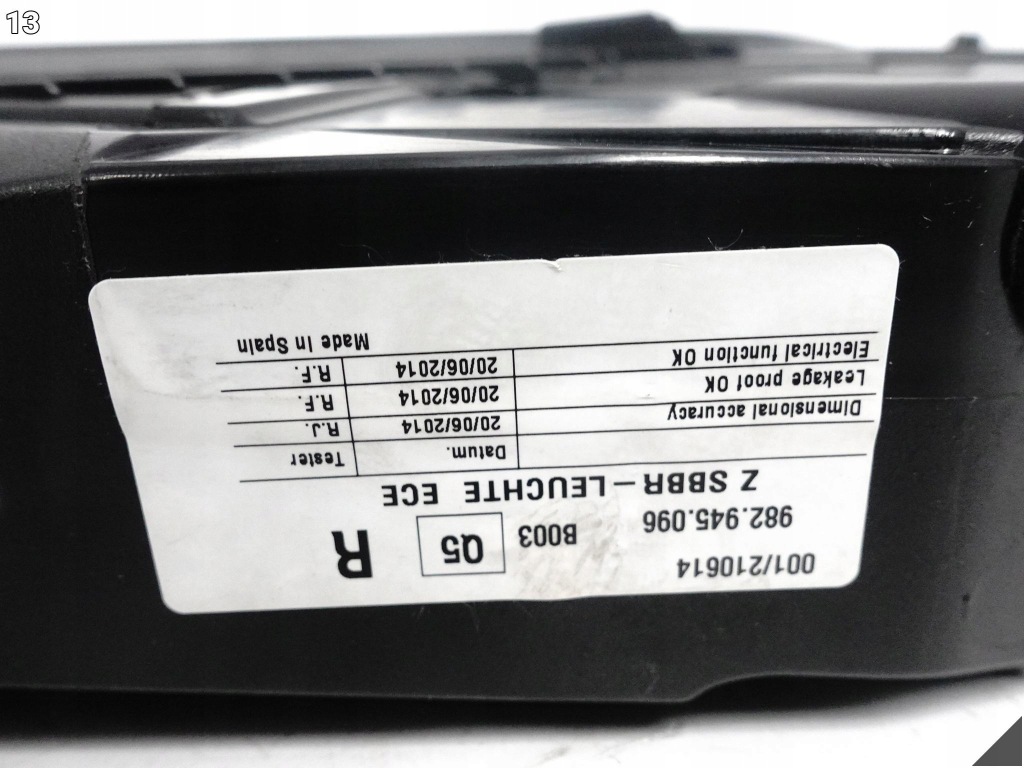 13
001/210614
982.945.096 B003 Q5 R
Z SBBR – LEUCHTE ECE
Datum. Tester
Dimensional accuracy 20/06/2014 R.J.
Leakage proof OK 20/06/2014 R.F.
Electrical function OK 20/06/2014 R.F.
Made In Spain